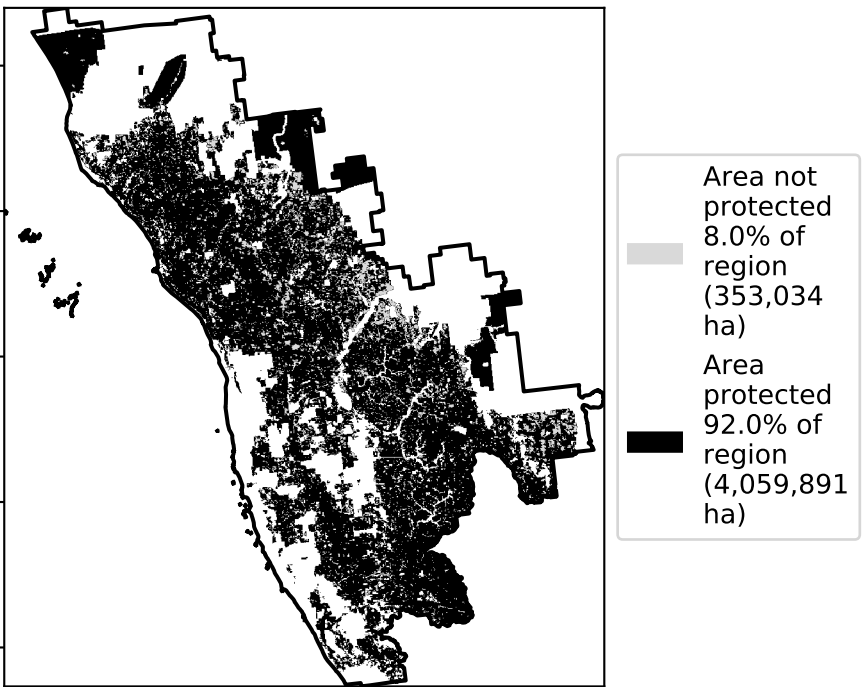 Area not
protected
8.0% of
region
(353,034
ha)
Area
protected
92.0% of
region
(4,059,891
ha)